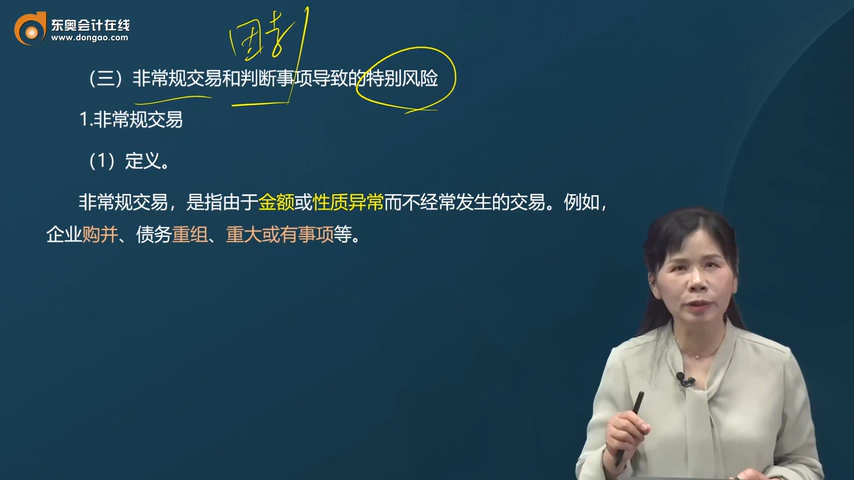 东奥会计在线
www.dongao.com
（三）非常规交易和判断事项导致的特别风险
1.非常规交易
（1）定义。
非常规交易，是指由于金额或性质异常而不经常发生的交易。例如，
企业购并、债务重组、重大或有事项等。